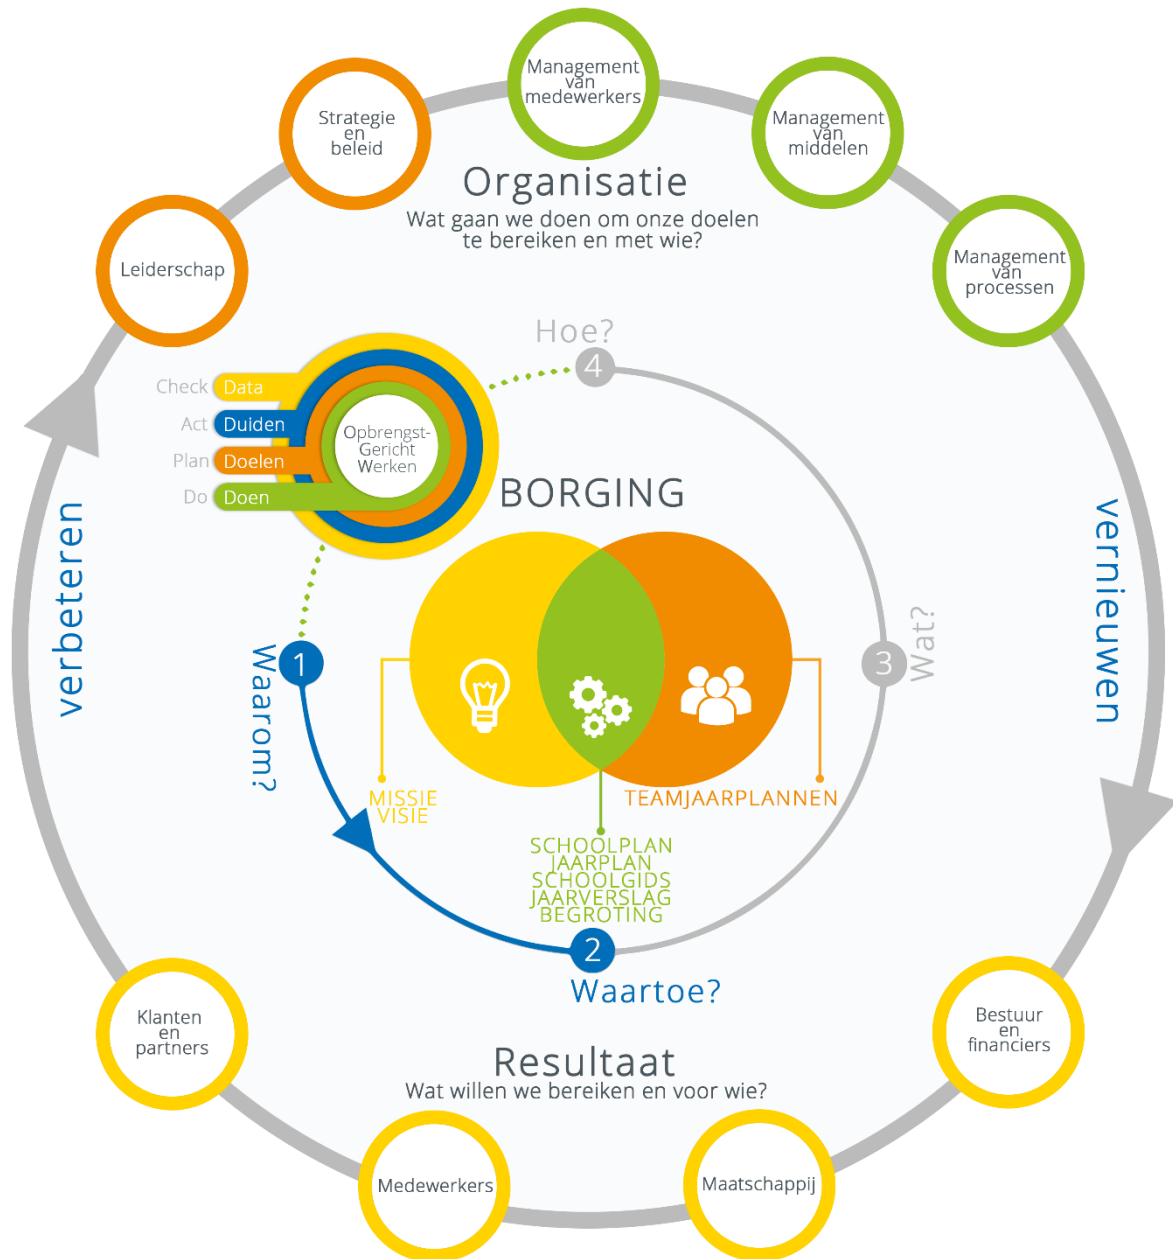 Management
van
medewerkers
Strategie
en
beleid
Management
van
middelen
Organisatie
Wat gaan we doen om onze doelen
te bereiken en met wie?
Leiderschap
Management
van
processen
Hoe?
4
Check Data
Act Duiden
Plan Doelen
Do Doen
Opbrengst-
Gericht
Werken
BORGING
verbeteren
vernieuwen
1
Waarom?
3
Wat?
MISSIE
VISIE
TEAMJAARPLANNEN
SCHOOLPLAN
JAARPLAN
SCHOOLGIDS
JAARVERSLAG
BEGROTING
2
Waartoe?
Klanten
en
partners
Bestuur
en
financiers
Resultaat
Wat willen we bereiken en voor wie?
Medewerkers
Maatschappij